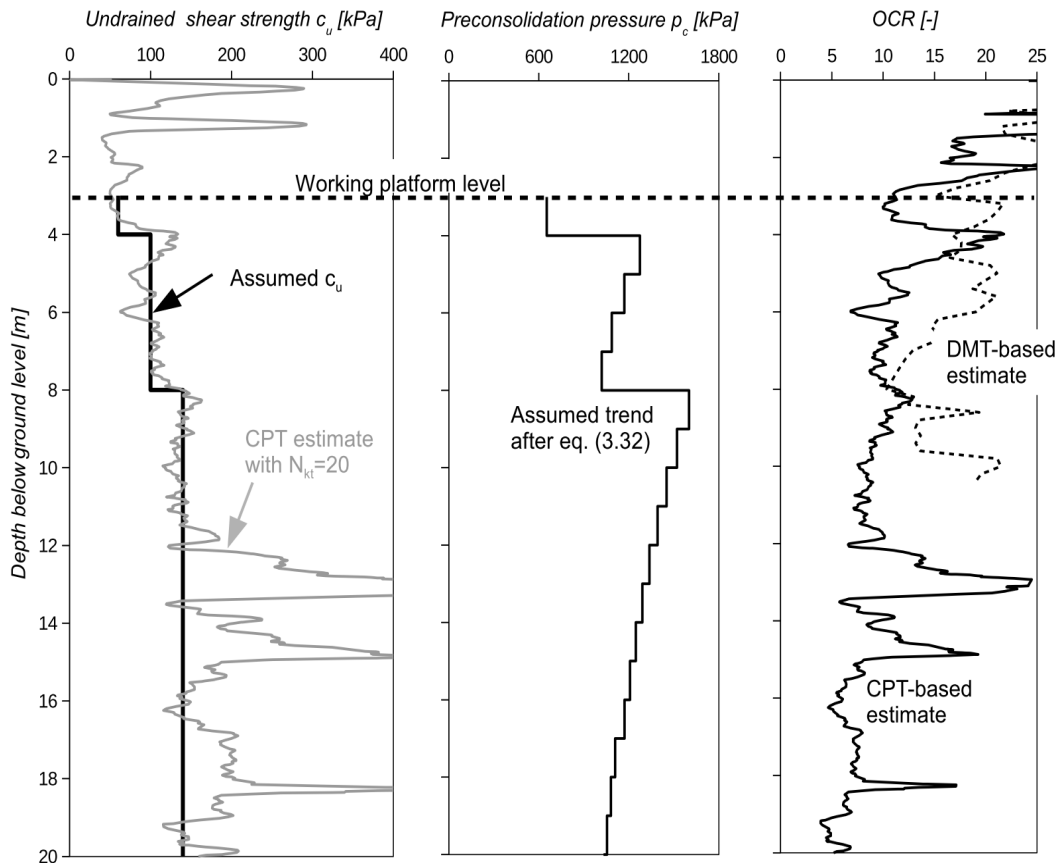 Undrained shear strength c_u [kPa]
Preconsolidation pressure p_c [kPa]
OCR [-]
0 100 200 300 400
0 600 1200 1800
0 5 10 15 20 25
Depth below ground level [m]
0
2
4
6
8
10
12
14
16
18
20
Working platform level
Assumed c_u
CPT estimate
with N_kt=20
Assumed trend
after eq. (3.32)
DMT-based
estimate
CPT-based
estimate